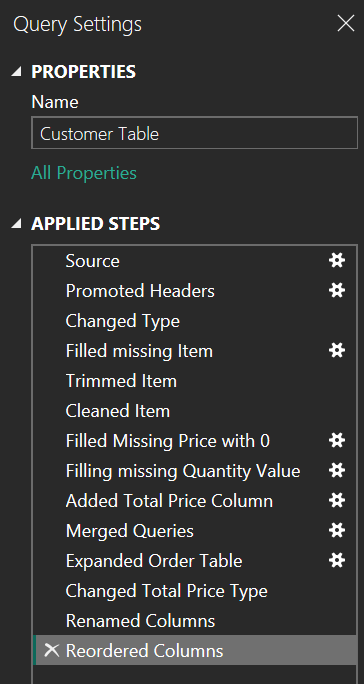 Query Settings
PROPERTIES
Name
Customer Table
All Properties
APPLIED STEPS
Source
Promoted Headers
Changed Type
Filled missing Item
Trimmed Item
Cleaned Item
Filled Missing Price with 0
Filling missing Quantity Value
Added Total Price Column
Merged Queries
Expanded Order Table
Changed Total Price Type
Renamed Columns
Reordered Columns